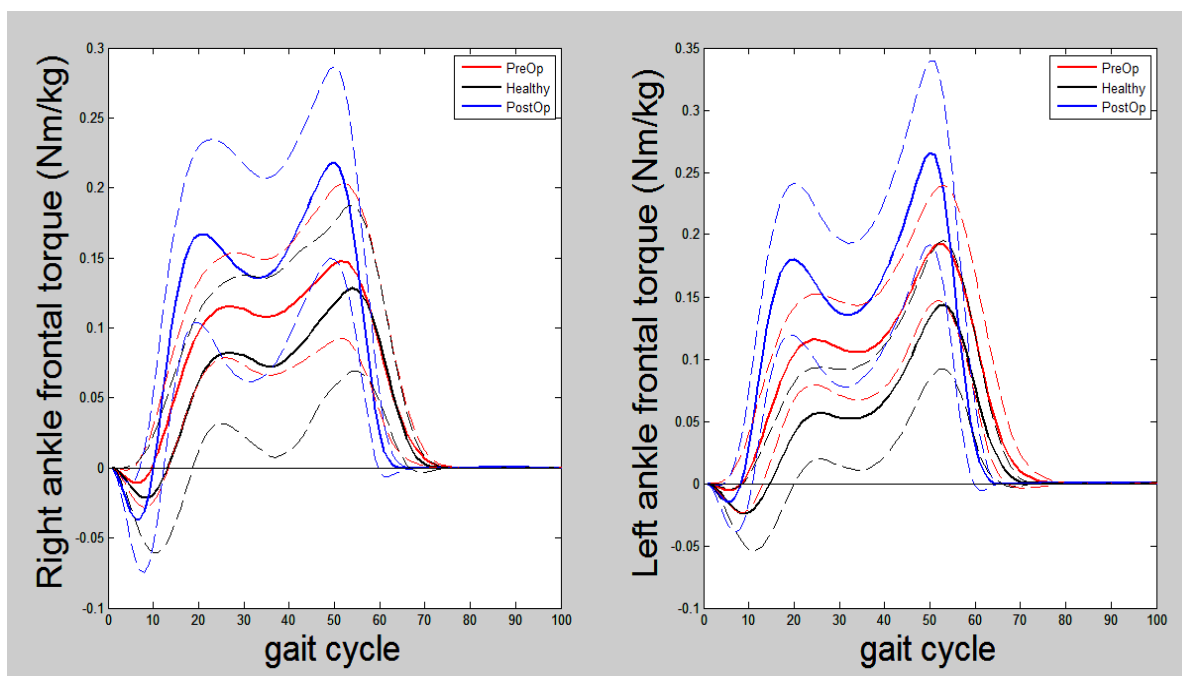 Right ankle frontal torque (Nm/kg)
0.3
0.25
0.2
0.15
0.1
0.05
0
-0.05
-0.1
0 10 20 30 40 50 60 70 80 90 100
gait cycle
PreOp
Healthy
PostOp
Left ankle frontal torque (Nm/kg)
0.35
0.3
0.25
0.2
0.15
0.1
0.05
0
-0.05
-0.1
0 10 20 30 40 50 60 70 80 90 100
gait cycle
PreOp
Healthy
PostOp